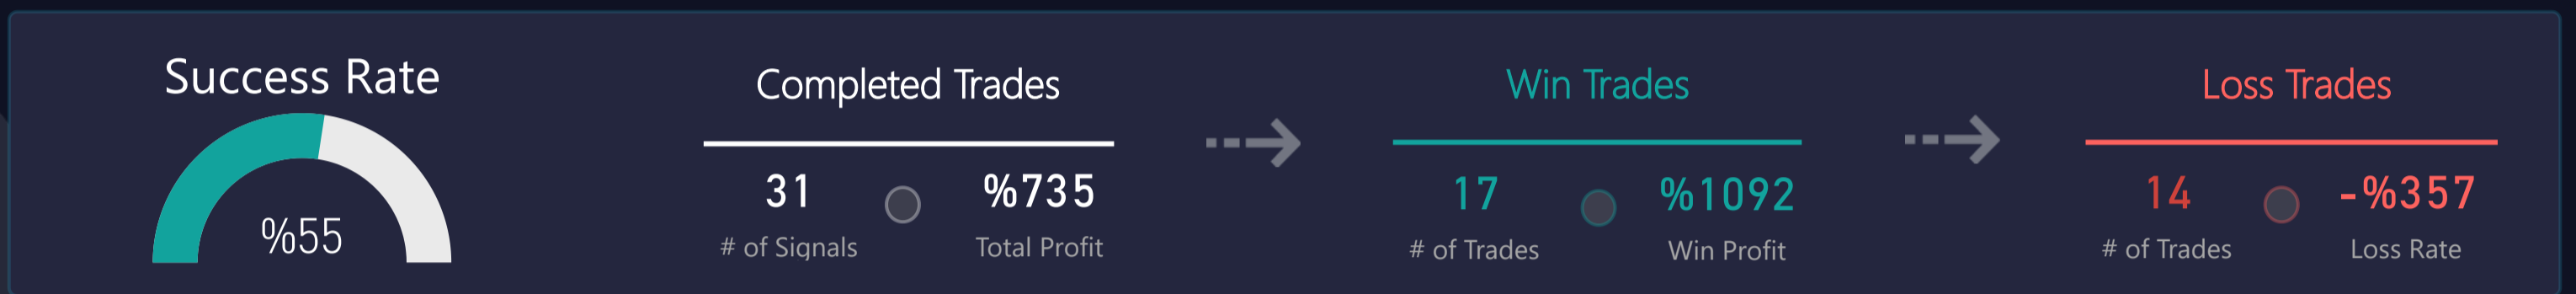 Success Rate
%55
Completed Trades
31 %735
# of Signals Total Profit
Win Trades
17 %1092
# of Trades Win Profit
Loss Trades
14 -%357
# of Trades Loss Rate